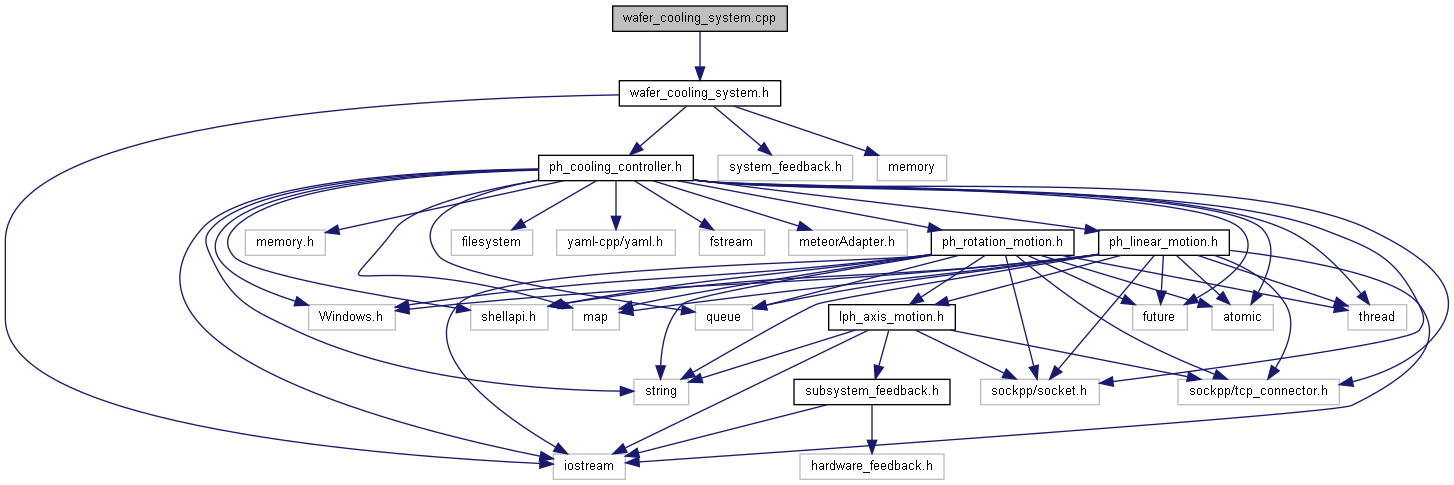 wafer_cooling_system.cpp
wafer_cooling_system.h
ph_cooling_controller.h
system_feedback.h
memory
memory.h
filesystem
yaml-cpp/yaml.h
fstream
meteorAdapter.h
ph_rotation_motion.h
ph_linear_motion.h
Windows.h
shellapi.h
map
queue
lph_axis_motion.h
future
atomic
thread
string
subsystem_feedback.h
sockpp/socket.h
sockpp/tcp_connector.h
iostream
hardware_feedback.h